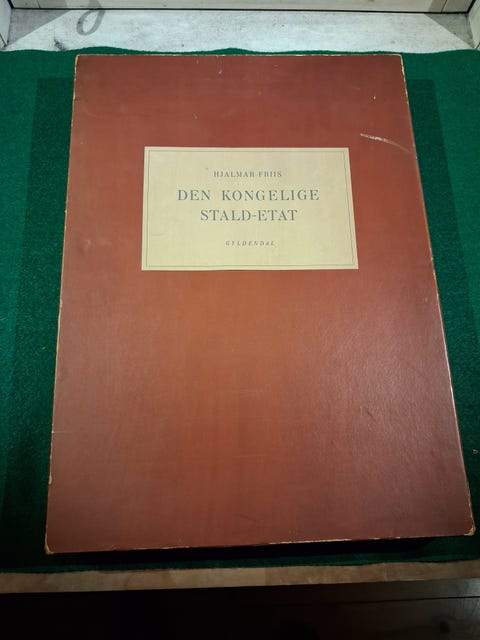 HJALMAR FRIIS
DEN KONGELIGE
STALD-ETAT
GYLDENDAL